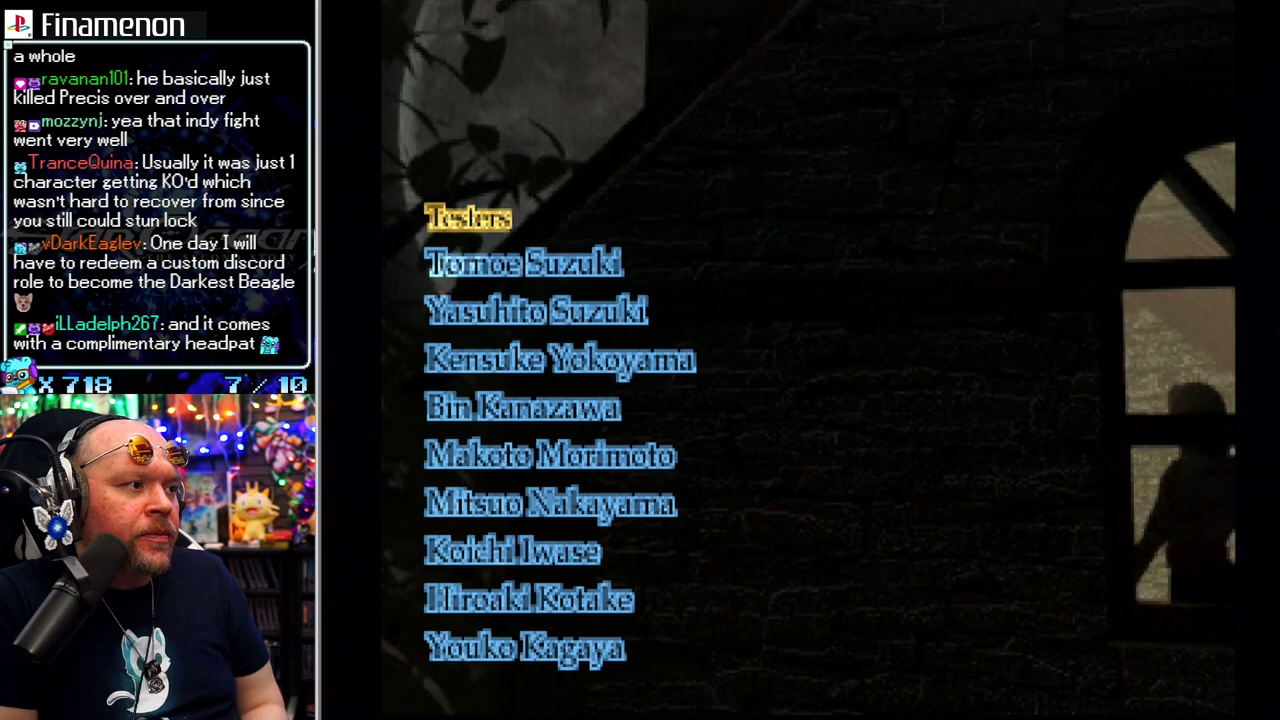 Finamenon
a whole
ravanan101: he basically just
killed Precis over and over
mozzynj: yea that indy fight
went very well
TranceQuina: Usually it was just 1
character getting KO'd which
wasn't hard to recover from since
you still could stun lock
vDarkEaglev: One day I will
have to redeem a custom discord
role to become the Darkest Beagle
iLLadelph267: and it comes
with a complimentary headpat
X 718 7 / 10
Testers
Tomoe Suzuki
Yasuhito Suzuki
Kensuke Yokoyama
Bin Kanazawa
Makoto Morimoto
Mitsuo Nakayama
Koichi Iwase
Hiroaki Kotake
Youko Kagaya